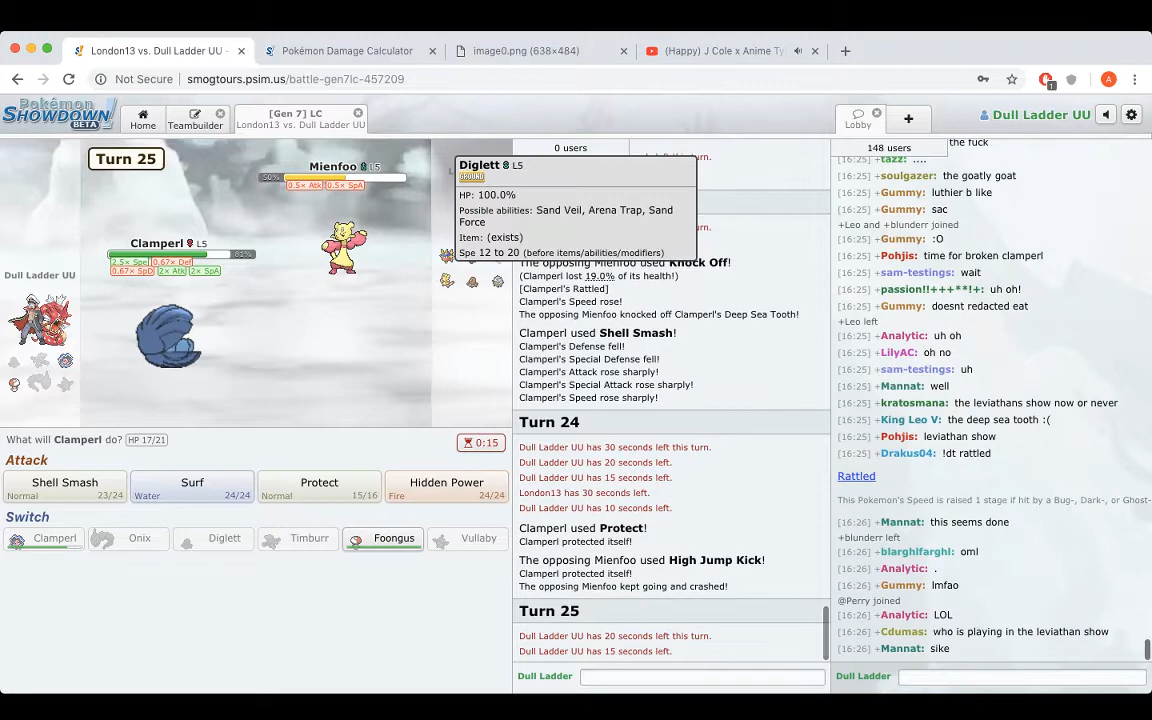 London13 vs. Dull Ladder UU -
Pokémon Damage Calculator
image0.png (638×484)
(Happy) J Cole x Anime Ty
Not Secure
smogtours.psim.us/battle-gen7lc-457209
1
A
Pokémon
SHOWDOWN
BETA
Home
Teambuilder
[Gen 7] LC
London13 vs. Dull Ladder UU
Lobby
Dull Ladder UU
Turn 25
Mienfoo L5
50%
0.5× Atk 0.5× SpA
Clamperl L5
81%
2.5× Spe 0.67× Def
0.67× SpD 2× Atk 2× SpA
Dull Ladder UU
Diglett L5
GROUND
HP: 100.0%
Possible abilities: Sand Veil, Arena Trap, Sand
Force
Item: (exists)
Spe 12 to 20 (before items/abilities/modifiers)
What will Clamperl do? HP 17/21
0:15
Attack
Shell Smash
Normal 23/24
Surf
Water 24/24
Protect
Normal 15/16
Hidden Power
Fire 24/24
Switch
Clamperl
Onix
Diglett
Timburr
Foongus
Vullaby
0 users
this turn.
this turn.
The opposing Mienfoo used Knock Off!
(Clamperl lost 19.0% of its health!)
[Clamperl's Rattled]
Clamperl's Speed rose!
The opposing Mienfoo knocked off Clamperl's Deep Sea Tooth!
Clamperl used Shell Smash!
Clamperl's Defense fell!
Clamperl's Special Defense fell!
Clamperl's Attack rose sharply!
Clamperl's Special Attack rose sharply!
Clamperl's Speed rose sharply!
Turn 24
Dull Ladder UU has 30 seconds left this turn.
Dull Ladder UU has 20 seconds left.
Dull Ladder UU has 15 seconds left.
London13 has 30 seconds left.
Dull Ladder UU has 10 seconds left.
Clamperl used Protect!
Clamperl protected itself!
The opposing Mienfoo used High Jump Kick!
Clamperl protected itself!
The opposing Mienfoo kept going and crashed!
Turn 25
Dull Ladder UU has 20 seconds left this turn.
Dull Ladder UU has 15 seconds left.
Dull Ladder
148 users
the fuck
[16:25] +tazz: ....
[16:25] +soulgazer: the goatly goat
[16:25] +Gummy: luthier b like
[16:25] +Gummy: sac
+Leo and +blunderr joined
[16:25] +Gummy: :O
[16:25] +Pohjis: time for broken clamperl
[16:25] +sam-testings: wait
[16:25] +passion!!+++**!+: uh oh!
[16:25] +Gummy: doesnt redacted eat
+Leo left
[16:25] +Analytic: uh oh
[16:25] +LilyAC: oh no
[16:25] +sam-testings: uh
[16:25] +Mannat: well
[16:25] +kratosmana: the leviathans show now or never
[16:25] +King Leo V: the deep sea tooth :(
[16:25] +Pohjis: leviathan show
[16:25] +Drakus04: !dt rattled
Rattled
This Pokemon's Speed is raised 1 stage if hit by a Bug-, Dark-, or Ghost-
[16:26] +Mannat: this seems done
+blunderr left
[16:26] +blarghlfarghl: oml
[16:26] +Analytic: .
[16:26] +Gummy: lmfao
@Perry joined
[16:26] +Analytic: LOL
[16:26] +Cdumas: who is playing in the leviathan show
[16:26] +Mannat: sike
Dull Ladder